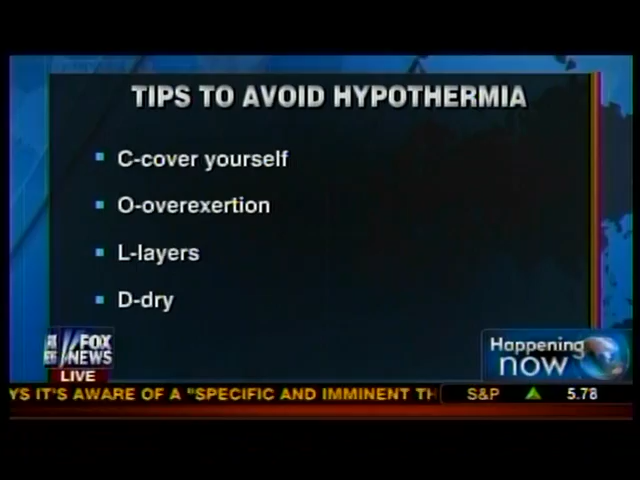 TIPS TO AVOID HYPOTHERMIA
C-cover yourself
O-overexertion
L-layers
D-dry
FOX
NEWS
LIVE
Happening
now
YS IT'S AWARE OF A "SPECIFIC AND IMMINENT TH
S&P ▲ 5.78